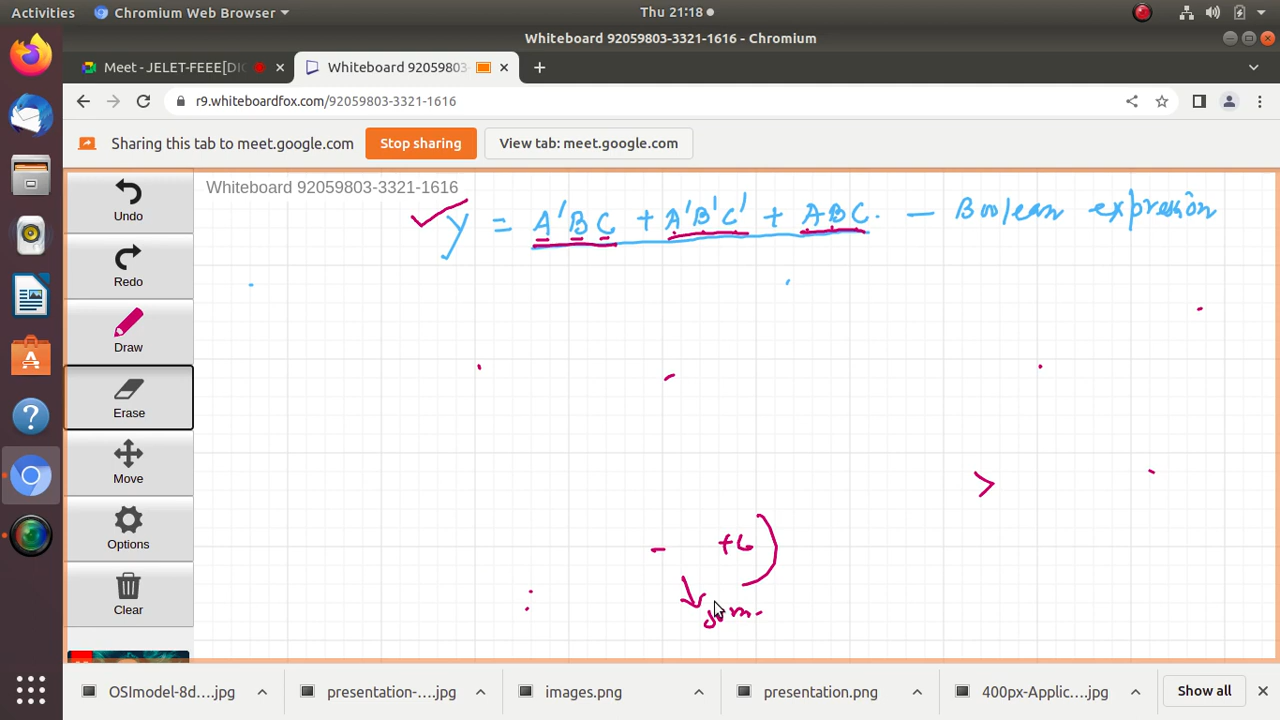 Activities Chromium Web Browser Thu 21:18
Whiteboard 92059803-3321-1616 - Chromium
Meet - JELET-FEEE[DIC Whiteboard 92059803-
r9.whiteboardfox.com/92059803-3321-1616
Sharing this tab to meet.google.com Stop sharing View tab: meet.google.com
Whiteboard 92059803-3321-1616
y = A'BC + A'B'C' + ABC. — Boolean expression
Undo
Redo
Draw
Erase
Move
Options
Clear
OSImodel-8d....jpg presentation-....jpg images.png presentation.png 400px-Applic....jpg Show all